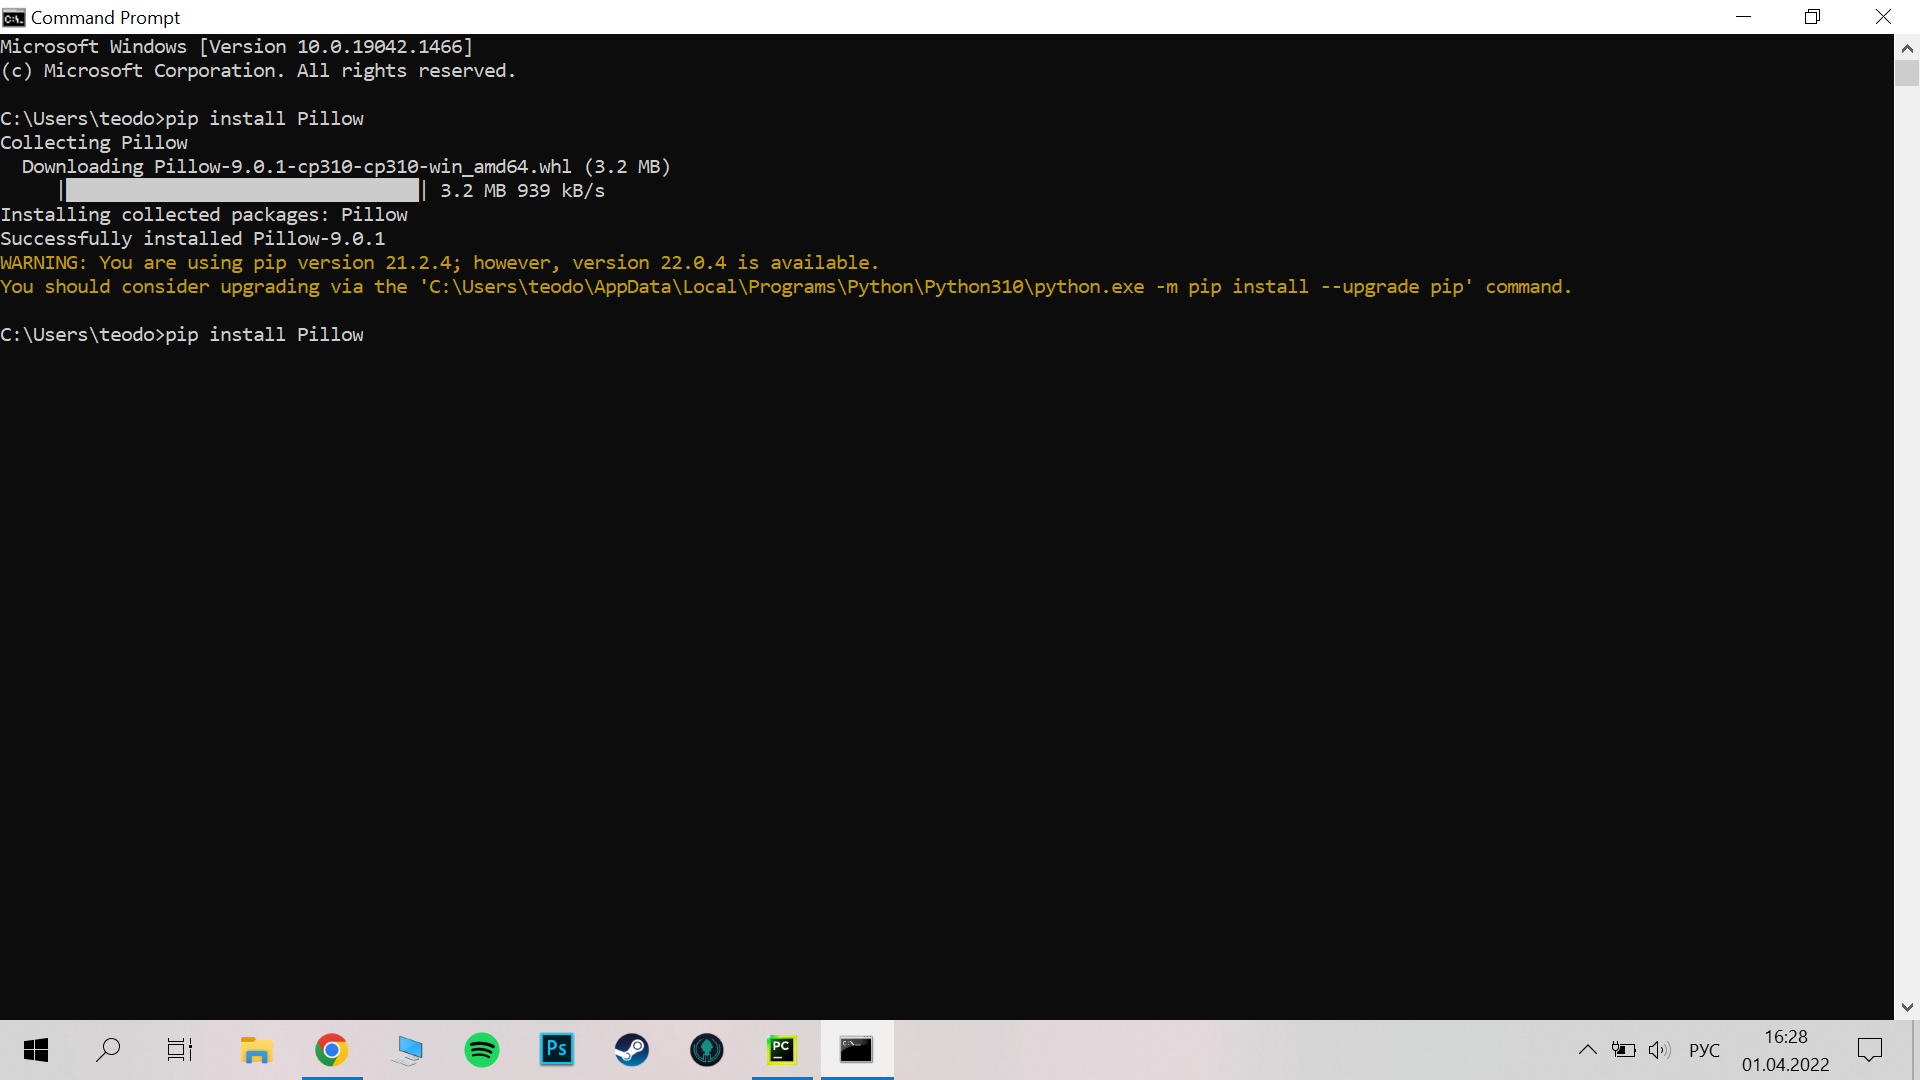 Command Prompt
Microsoft Windows [Version 10.0.19042.1466]
(c) Microsoft Corporation. All rights reserved.
C:\Users\teodo>pip install Pillow
Collecting Pillow
  Downloading Pillow-9.0.1-cp310-cp310-win_amd64.whl (3.2 MB)
| | 3.2 MB 939 kB/s
Installing collected packages: Pillow
Successfully installed Pillow-9.0.1
WARNING: You are using pip version 21.2.4; however, version 22.0.4 is available.
You should consider upgrading via the 'C:\Users\teodo\AppData\Local\Programs\Python\Python310\python.exe -m pip install --upgrade pip' command.
C:\Users\teodo>pip install Pillow
Ps
PC
РУС
16:28
01.04.2022